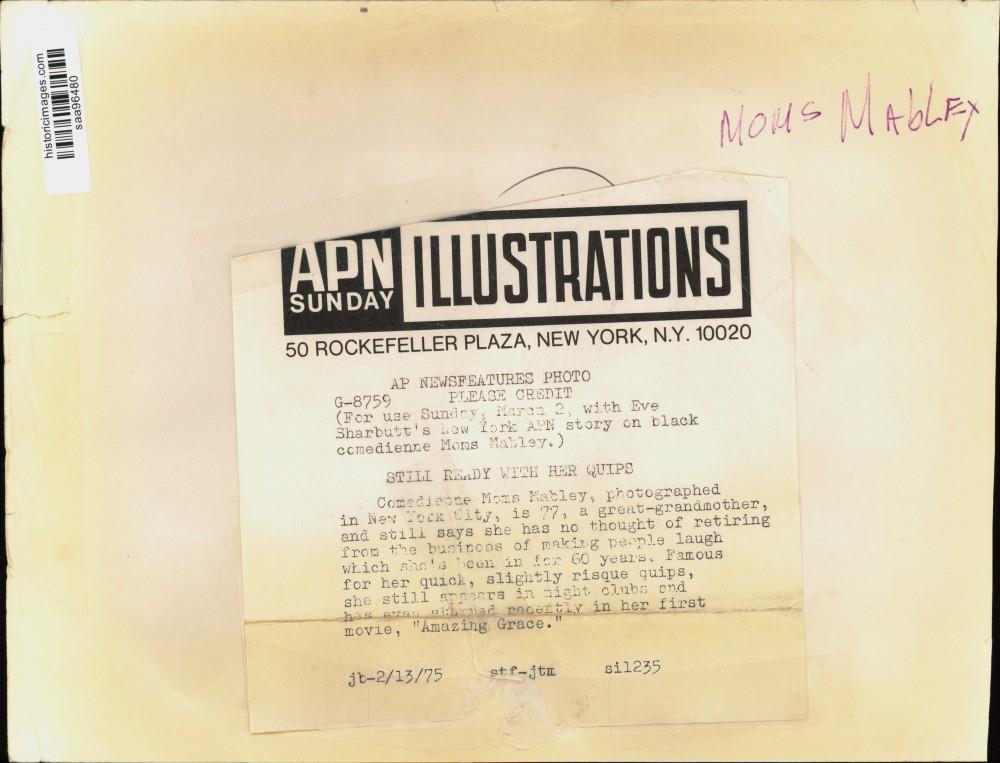 historicimages.com
saa96480
Moms Mabley
APN SUNDAY ILLUSTRATIONS
50 ROCKEFELLER PLAZA, NEW YORK, N.Y. 10020
AP NEWSFEATURES PHOTO
G-8759 PLEASE CREDIT
(For use Sunday, March 2, with Eve
Sharbutt's New York APN story on black
comedienne Moms Mabley.)
STILL READY WITH HER QUIPS
Comedienne Moms Mabley, photographed
in New York City, is 77, a great-grandmother,
and still says she has no thought of retiring
from the business of making people laugh
which she's been in for 60 years. Famous
for her quick, slightly risque quips,
she still appears in night clubs and
has even starred recently in her first
movie, "Amazing Grace."
jb-2/13/75 stf-jtm sil235